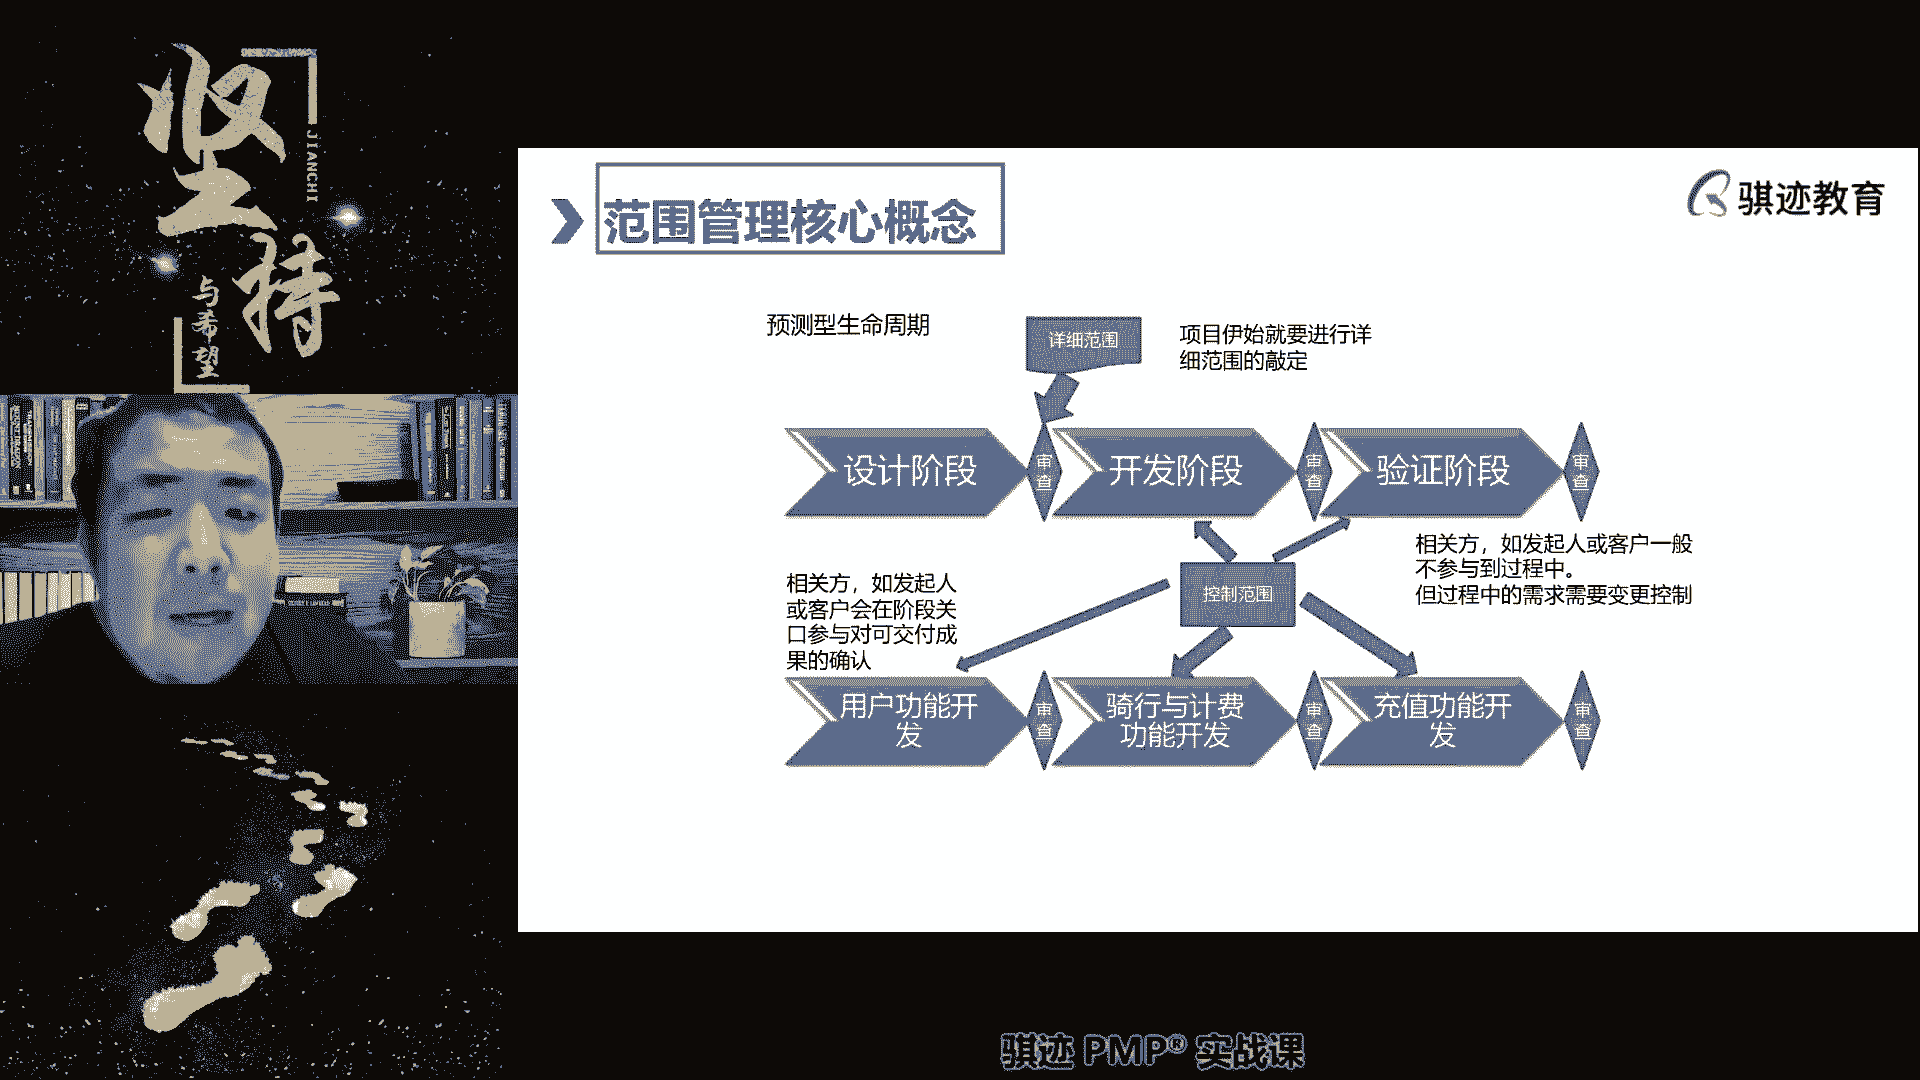 坚持
JIANCHI
与希望
范围管理核心概念
骐迹教育
预测型生命周期
详细范围
项目伊始就要进行详
细范围的敲定
设计阶段
审查
开发阶段
审查
验证阶段
审查
相关方，如发起人
或客户会在阶段关
口参与对可交付成
果的确认
控制范围
相关方，如发起人或客户一般
不参与到过程中。
但过程中的需求需要变更控制
用户功能开
发
审查
骑行与计费
功能开发
审查
充值功能开
发
审查
骐迹 PMP® 实战课